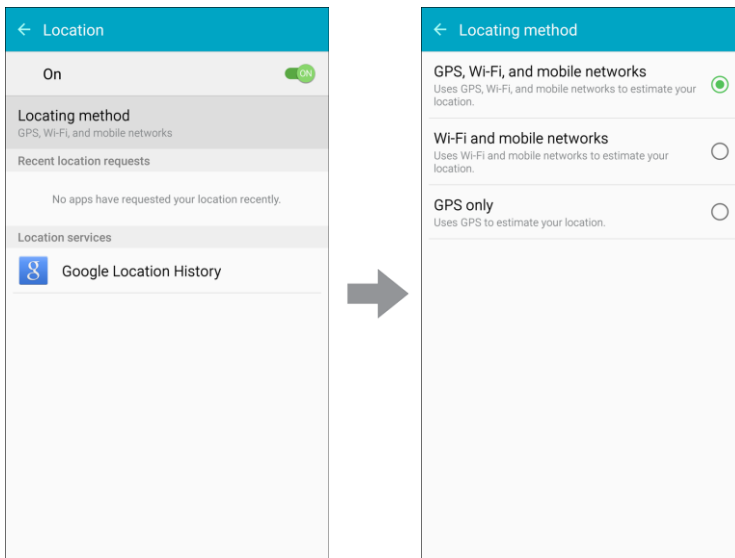 Location
On
ON
Locating method
GPS, Wi-Fi, and mobile networks
Recent location requests
No apps have requested your location recently.
Location services
g
Google Location History
Locating method
GPS, Wi-Fi, and mobile networks
Uses GPS, Wi-Fi, and mobile networks to estimate your
location.
Wi-Fi and mobile networks
Uses Wi-Fi and mobile networks to estimate your
location.
GPS only
Uses GPS to estimate your location.